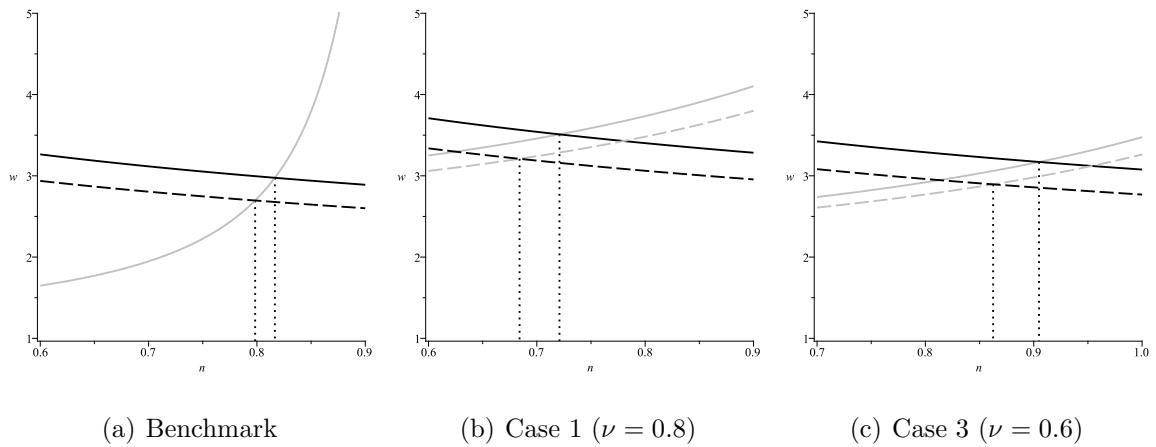 5
4
w 3
2
1
0.6 0.7 0.8 0.9
n
5
4
w 3
2
1
0.6 0.7 0.8 0.9
n
5
4
w 3
2
1
0.7 0.8 0.9 1.0
n
(a) Benchmark
(b) Case 1 (ν = 0.8)
(c) Case 3 (ν = 0.6)